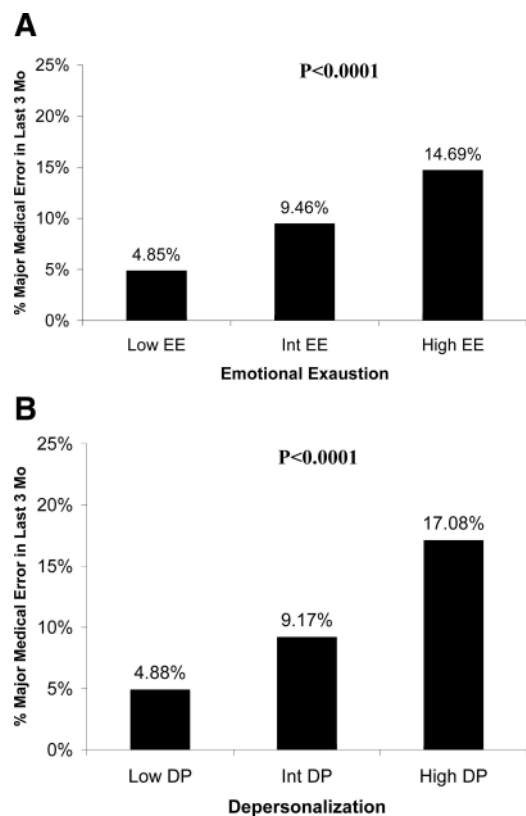 A
% Major Medical Error in Last 3 Mo
25%
P<0.0001
20%
15%
14.69%
10%
9.46%
5%
4.85%
0%
Low EE Int EE High EE
Emotional Exaustion
B
% Major Medical Error in Last 3 Mo
25%
P<0.0001
20%
17.08%
15%
10%
9.17%
5%
4.88%
0%
Low DP Int DP High DP
Depersonalization